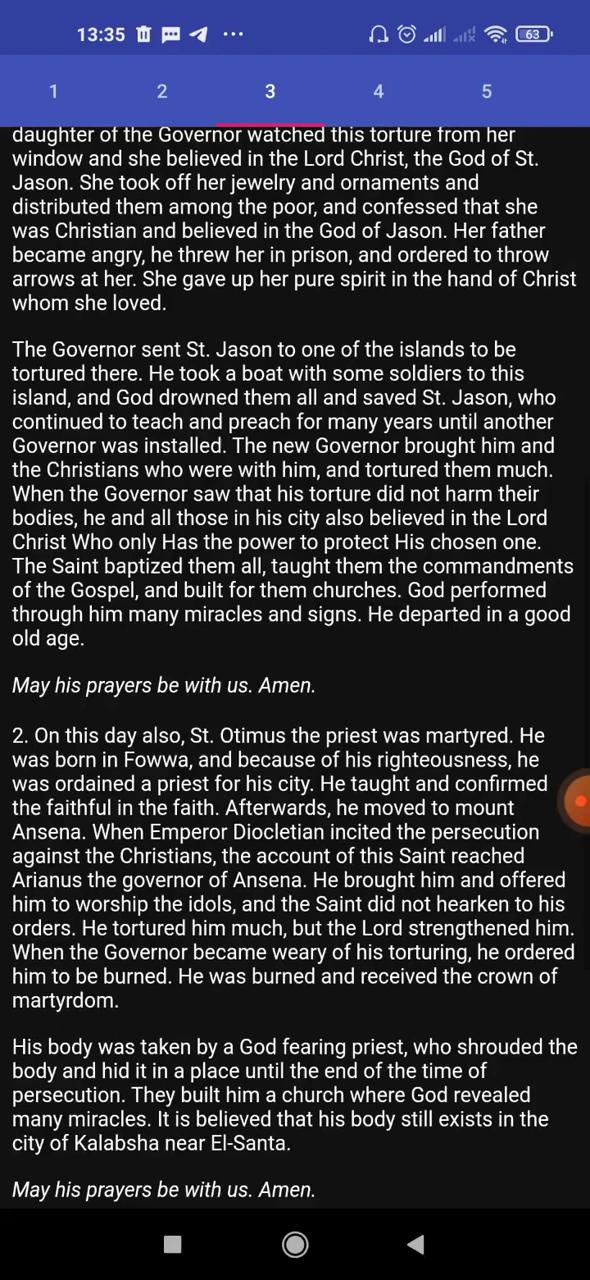 13:35
63
1 2 3 4 5
daughter of the Governor watched this torture from her
window and she believed in the Lord Christ, the God of St.
Jason. She took off her jewelry and ornaments and
distributed them among the poor, and confessed that she
was Christian and believed in the God of Jason. Her father
became angry, he threw her in prison, and ordered to throw
arrows at her. She gave up her pure spirit in the hand of Christ
whom she loved.
The Governor sent St. Jason to one of the islands to be
tortured there. He took a boat with some soldiers to this
island, and God drowned them all and saved St. Jason, who
continued to teach and preach for many years until another
Governor was installed. The new Governor brought him and
the Christians who were with him, and tortured them much.
When the Governor saw that his torture did not harm their
bodies, he and all those in his city also believed in the Lord
Christ Who only Has the power to protect His chosen one.
The Saint baptized them all, taught them the commandments
of the Gospel, and built for them churches. God performed
through him many miracles and signs. He departed in a good
old age.
May his prayers be with us. Amen.
2. On this day also, St. Otimus the priest was martyred. He
was born in Fowwa, and because of his righteousness, he
was ordained a priest for his city. He taught and confirmed
the faithful in the faith. Afterwards, he moved to mount
Ansena. When Emperor Diocletian incited the persecution
against the Christians, the account of this Saint reached
Arianus the governor of Ansena. He brought him and offered
him to worship the idols, and the Saint did not hearken to his
orders. He tortured him much, but the Lord strengthened him.
When the Governor became weary of his torturing, he ordered
him to be burned. He was burned and received the crown of
martyrdom.
His body was taken by a God fearing priest, who shrouded the
body and hid it in a place until the end of the time of
persecution. They built him a church where God revealed
many miracles. It is believed that his body still exists in the
city of Kalabsha near El-Santa.
May his prayers be with us. Amen.